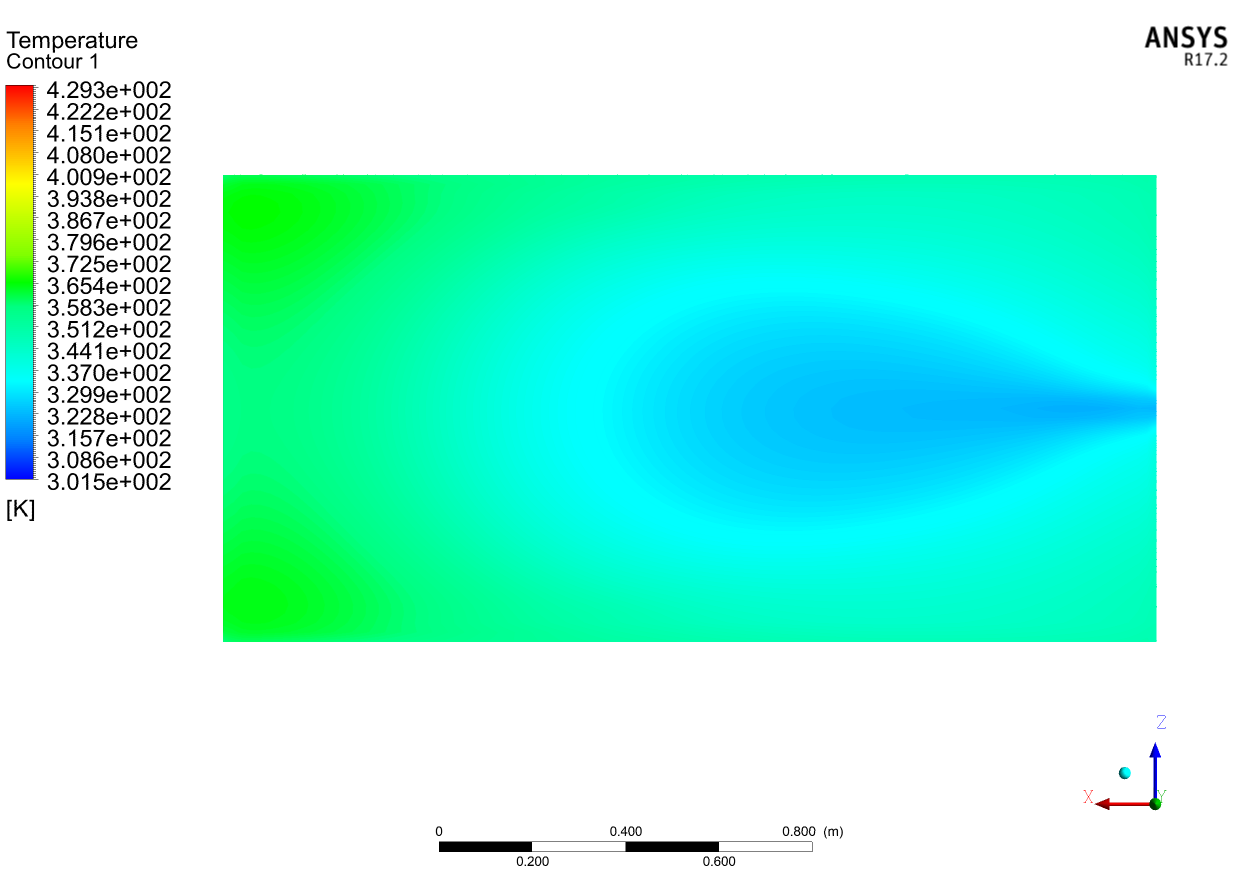 Temperature
Contour 1
4.293e+002
4.222e+002
4.151e+002
4.080e+002
4.009e+002
3.938e+002
3.867e+002
3.796e+002
3.725e+002
3.654e+002
3.583e+002
3.512e+002
3.441e+002
3.370e+002
3.299e+002
3.228e+002
3.157e+002
3.086e+002
3.015e+002
[K]
ANSYS
R17.2
Z
X Y
0 0.400 0.800 (m)
0.200 0.600